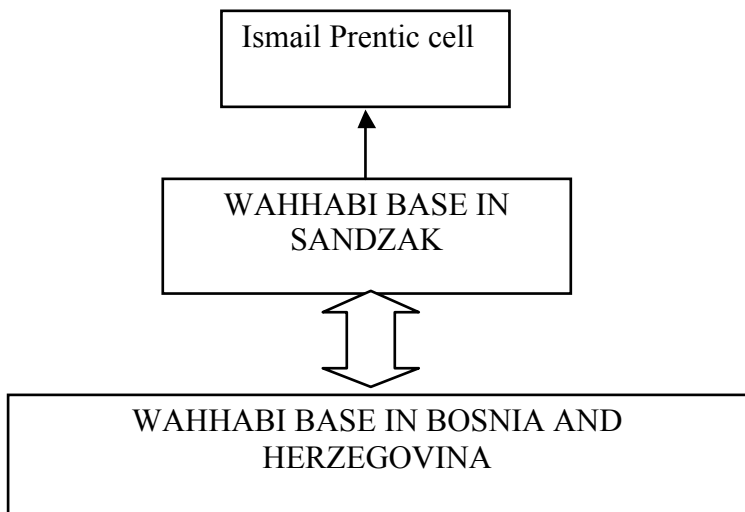 Ismail Prentic cell
WAHHABI BASE IN
SANDZAK
WAHHABI BASE IN BOSNIA AND
HERZEGOVINA